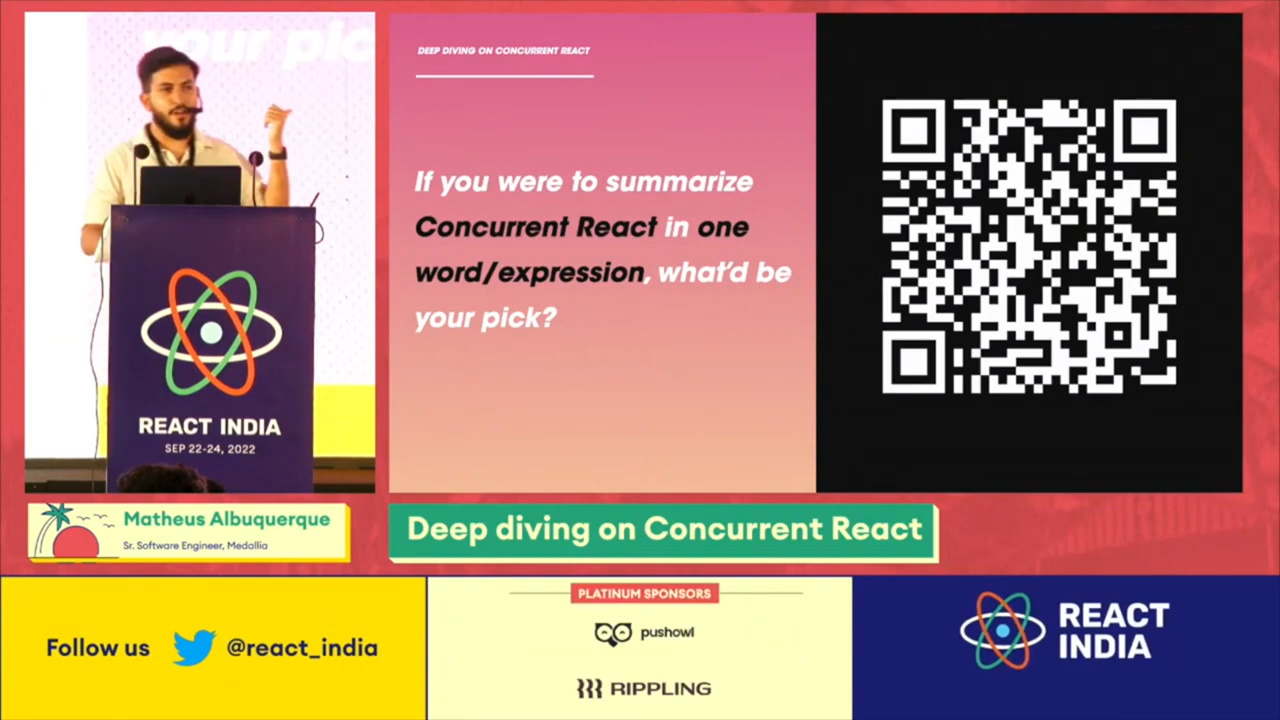 your pic
REACT INDIA
SEP 22-24, 2022
DEEP DIVING ON CONCURRENT REACT
If you were to summarize
Concurrent React in one
word/expression, what'd be
your pick?
Matheus Albuquerque
Sr. Software Engineer, Medallia
Deep diving on Concurrent React
Follow us
@react_india
PLATINUM SPONSORS
pushowl
RIPPLING
REACT
INDIA